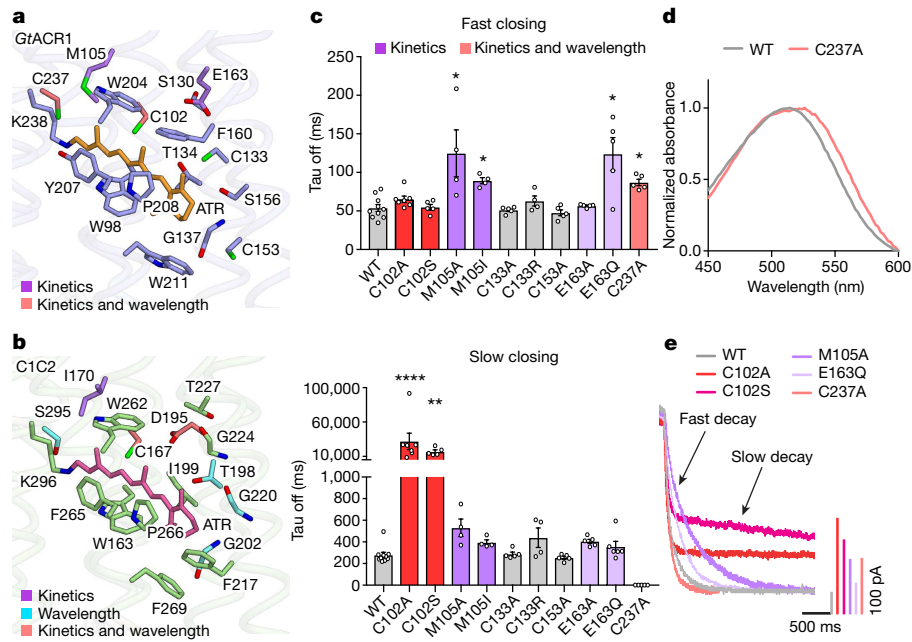 a
GtACR1
M105
C237
W204
S130
E163
K238
C102
F160
T134
C133
Y207
P208
S156
ATR
W98
G137
C153
W211
Kinetics
Kinetics and wavelength
b
C1C2
I170
T227
S295
W262
D195
G224
C167
I199
T198
K296
G220
F265
P266
ATR
W163
G202
F217
F269
Kinetics
Wavelength
Kinetics and wavelength
c
Fast closing
Kinetics
Kinetics and wavelength
Tau off (ms)
250
200
150
100
50
0
*
*
*
*
WT
C102A
C102S
M105A
M105I
C133A
C133R
C153A
E163A
E163Q
C237A
Slow closing
Tau off (ms)
100,000
55,000
10,000
1,000
800
600
400
200
0
****
**
WT
C102A
C102S
M105A
M105I
C133A
C133R
C153A
E163A
E163Q
C237A
d
WT
C237A
Normalized absorbance
1.0
0.5
0
450
500
550
600
Wavelength (nm)
e
WT
M105A
C102A
E163Q
C102S
C237A
Fast decay
Slow decay
500 ms
100 pA